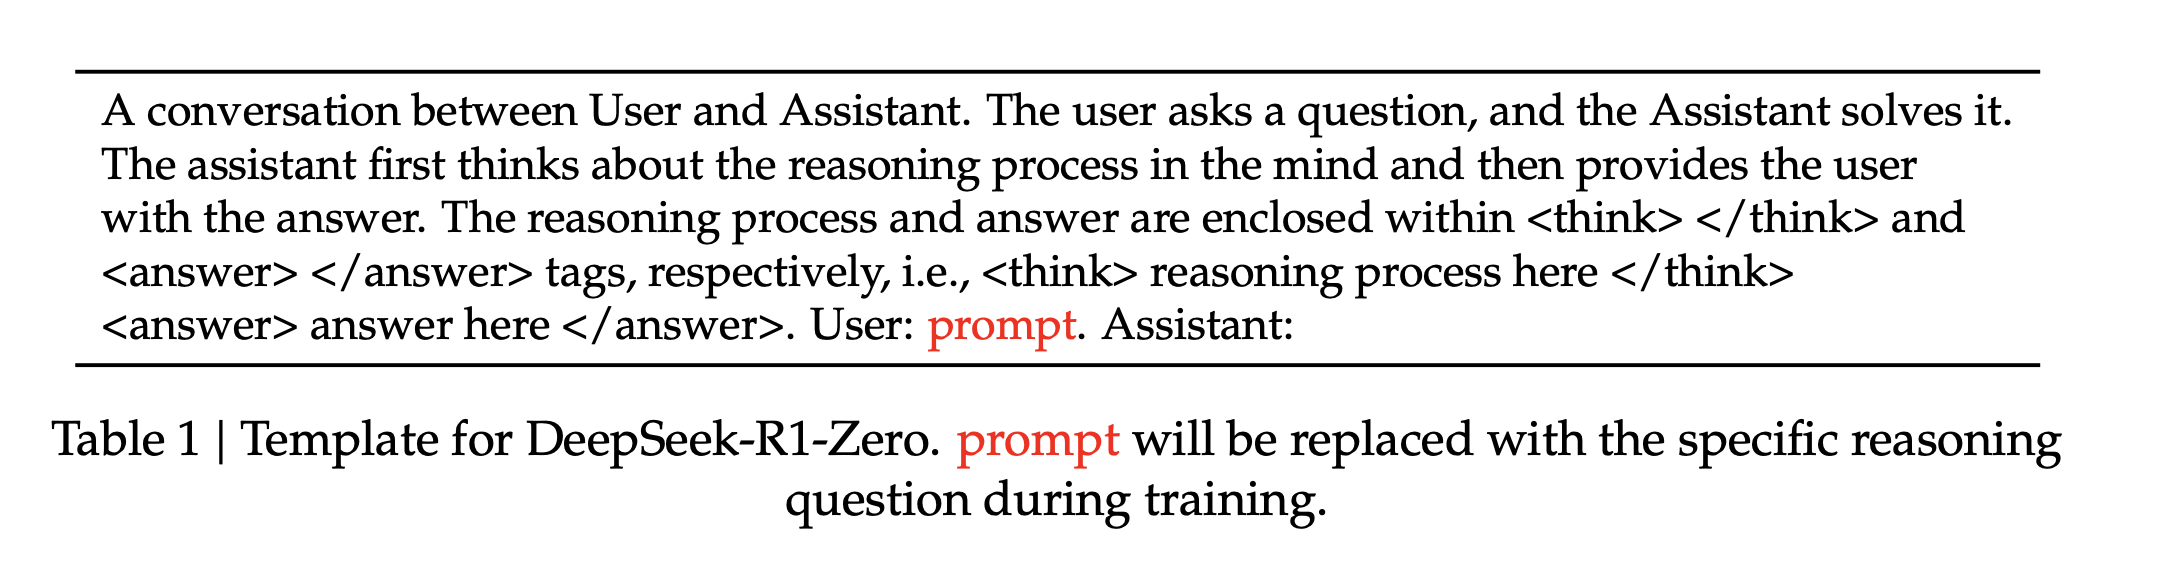 A conversation between User and Assistant. The user asks a question, and the Assistant solves it.
The assistant first thinks about the reasoning process in the mind and then provides the user
with the answer. The reasoning process and answer are enclosed within <think> </think> and
<answer> </answer> tags, respectively, i.e., <think> reasoning process here </think>
<answer> answer here </answer>. User: prompt. Assistant:
Table 1 | Template for DeepSeek-R1-Zero. prompt will be replaced with the specific reasoning
question during training.